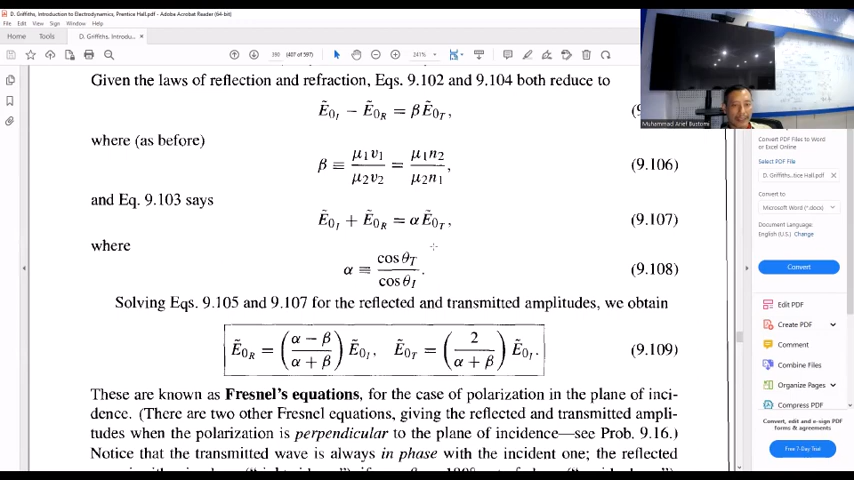 D. Griffiths, Introduction to Electrodynamics, Prentice Hall.pdf - Adobe Acrobat Reader (64-bit)
File Edit View Sign Window Help
Home Tools D. Griffiths, Introdu... ×
390 (407 of 597) 241%
Given the laws of reflection and refraction, Eqs. 9.102 and 9.104 both reduce to
Ẽ₀I − Ẽ₀R = βẼ₀T, (9
where (as before)
β ≡ μ₁v₁/μ₂v₂ = μ₁n₂/μ₂n₁, (9.106)
and Eq. 9.103 says
Ẽ₀I + Ẽ₀R = αẼ₀T, (9.107)
where
α ≡ cos θT/cos θI. (9.108)
Solving Eqs. 9.105 and 9.107 for the reflected and transmitted amplitudes, we obtain
Ẽ₀R = (α − β/α + β) Ẽ₀I, Ẽ₀T = (2/α + β) Ẽ₀I. (9.109)
These are known as Fresnel's equations, for the case of polarization in the plane of inci-
dence. (There are two other Fresnel equations, giving the reflected and transmitted ampli-
tudes when the polarization is perpendicular to the plane of incidence—see Prob. 9.16.)
Notice that the transmitted wave is always in phase with the incident one; the reflected
Muhammad Arief Bustomi
Convert PDF Files to Word
or Excel Online
Select PDF File
D. Griffiths...tice Hall.pdf ×
Convert to
Microsoft Word (*.docx)
Document Language:
English (U.S.) Change
Convert
Edit PDF
Create PDF
Comment
Combine Files
Organize Pages
Compress PDF
Convert, edit and e-sign PDF
forms & agreements
Free 7-Day Trial